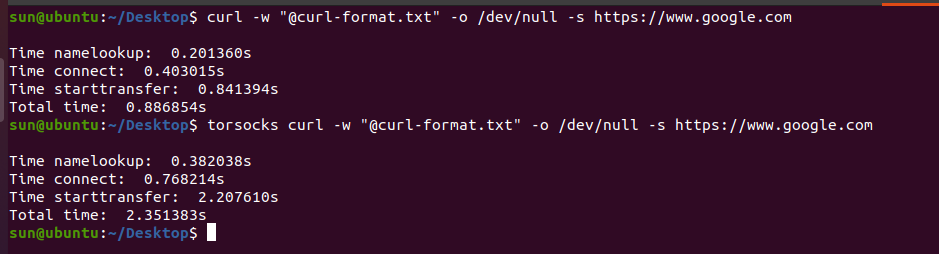 sun@ubuntu:~/Desktop$ curl -w "@curl-format.txt" -o /dev/null -s https://www.google.com
Time namelookup:  0.201360s
Time connect:  0.403015s
Time starttransfer:  0.841394s
Total time:  0.886854s
sun@ubuntu:~/Desktop$ torsocks curl -w "@curl-format.txt" -o /dev/null -s https://www.google.com
Time namelookup:  0.382038s
Time connect:  0.768214s
Time starttransfer:  2.207610s
Total time:  2.351383s
sun@ubuntu:~/Desktop$